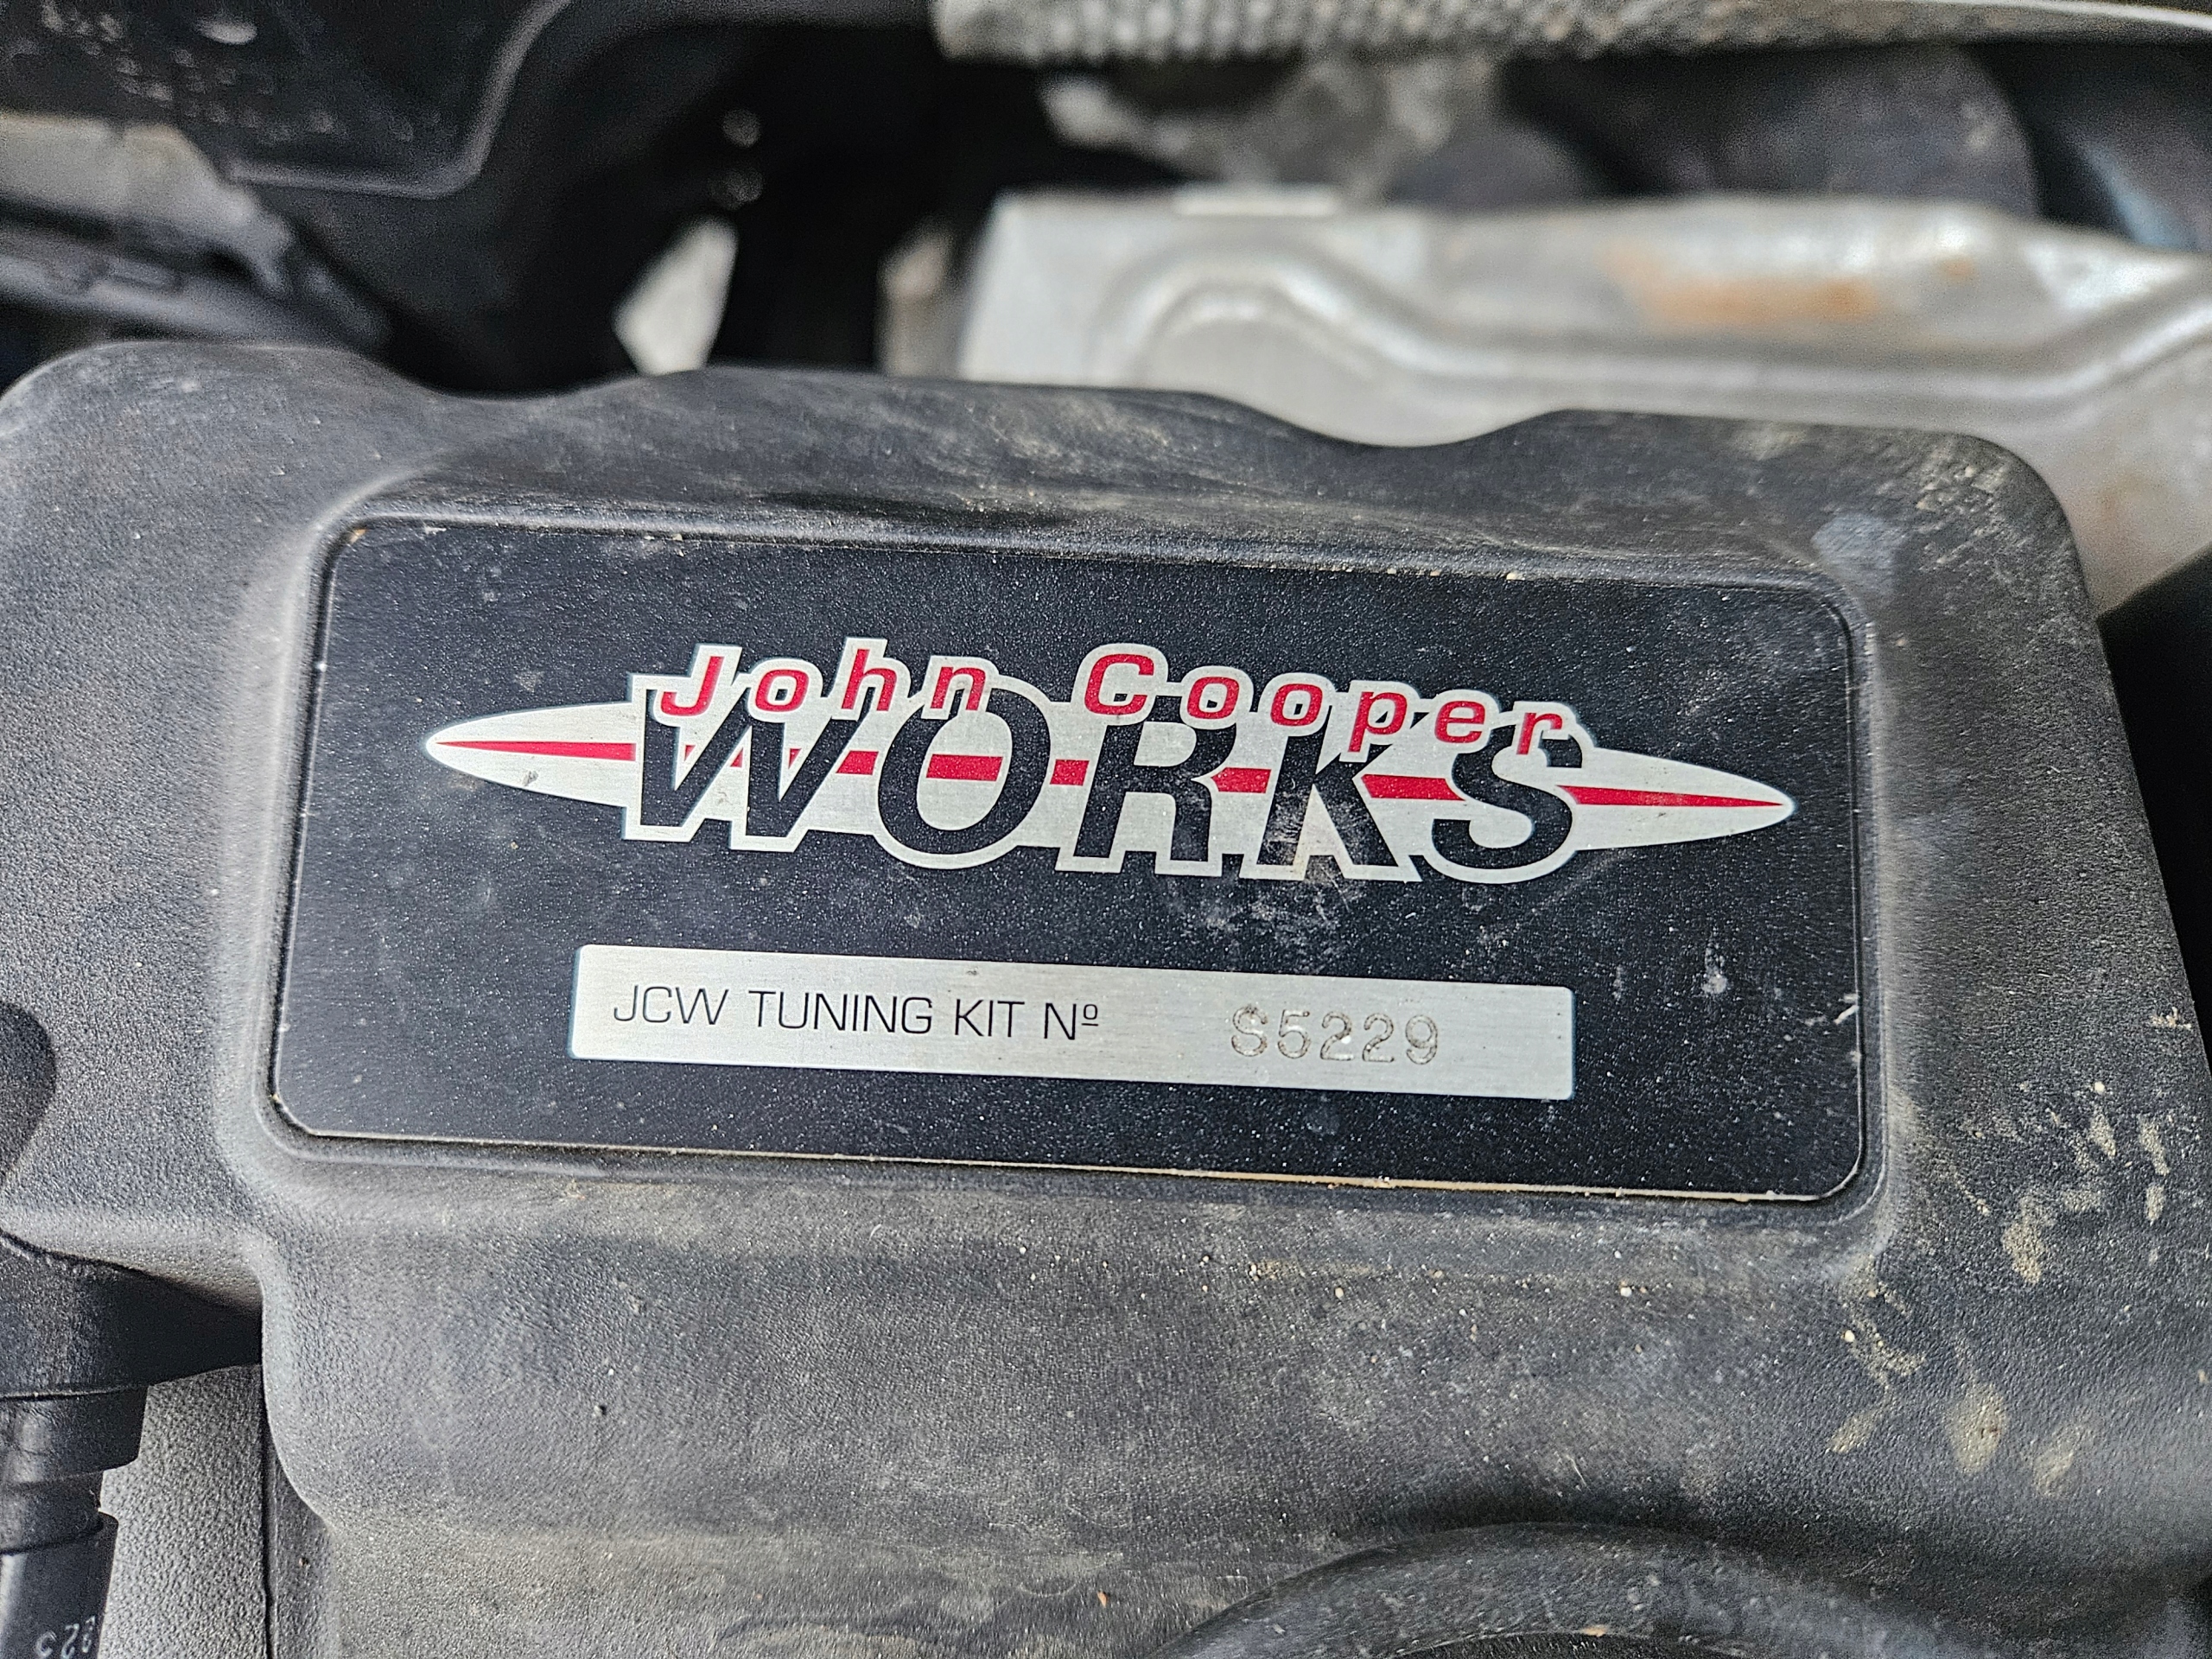 John Cooper
WORKS
JCW TUNING KIT Nº S5229